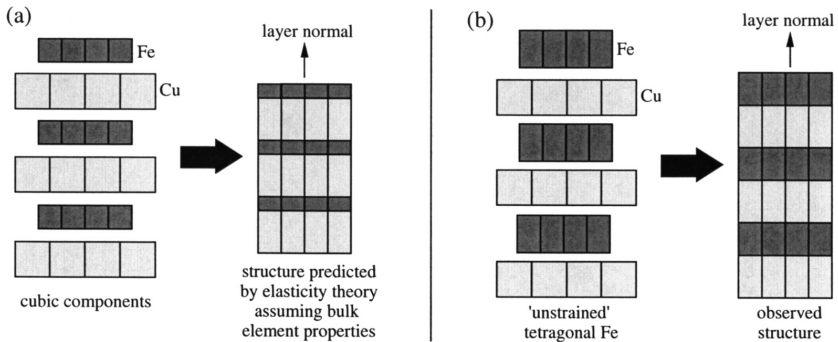 (a)
Fe
Cu
cubic components
layer normal
structure predicted
by elasticity theory
assuming bulk
element properties
(b)
Fe
Cu
'unstrained'
tetragonal Fe
layer normal
observed
structure